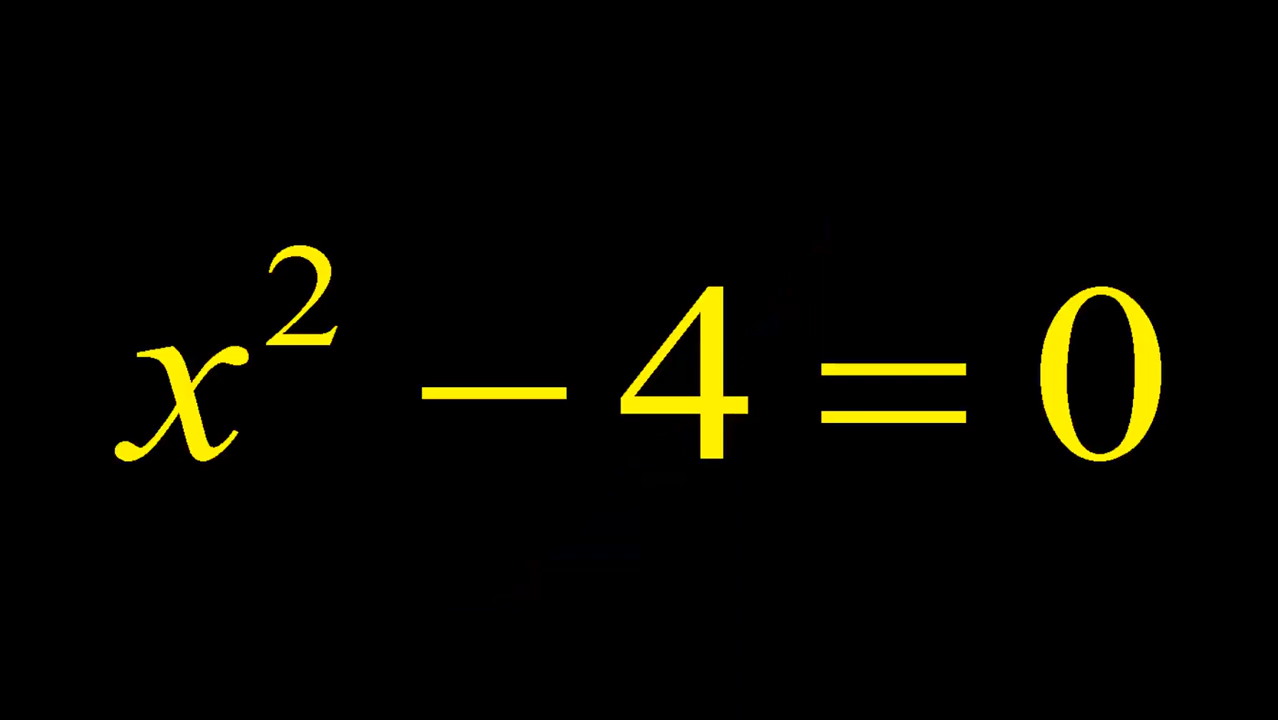 x² − 4 = 0